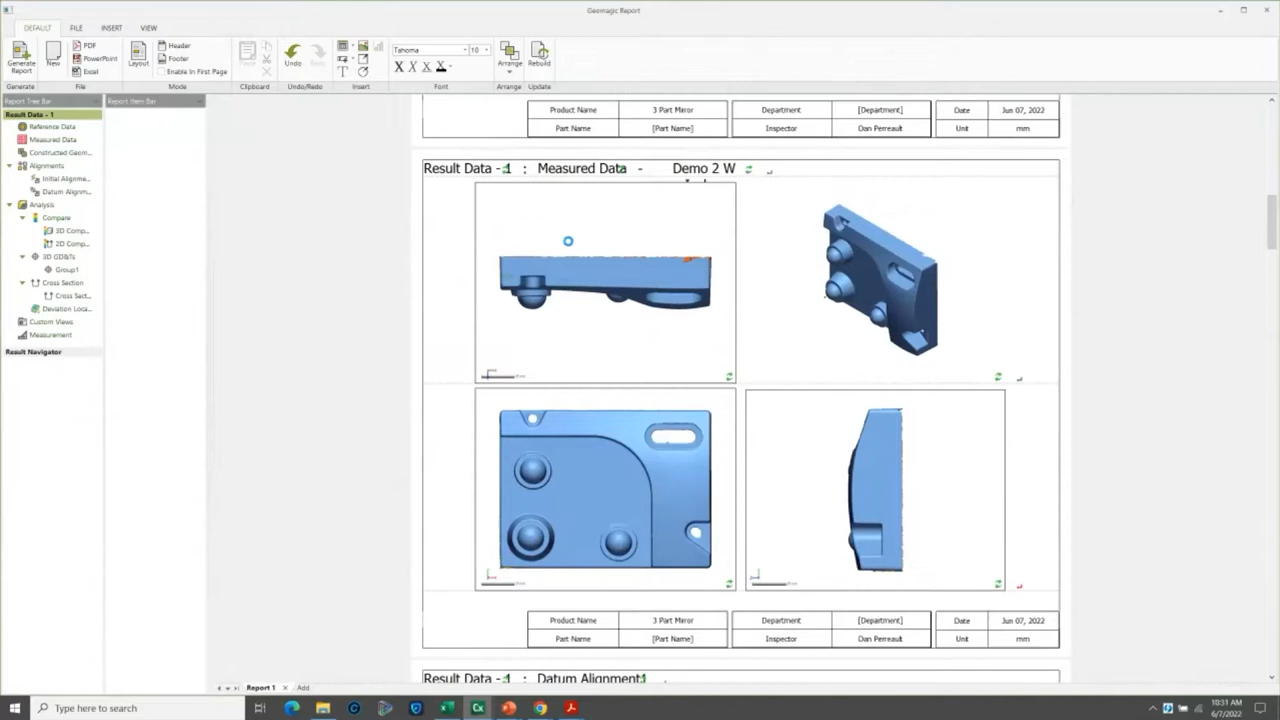 Geomagic Report
DEFAULT FILE INSERT VIEW
Generate Report
New
PDF
PowerPoint
Excel
Layout
Header
Footer
Enable In First Page
Paste
Undo
Redo
Tahoma 10
X X X X
Arrange
Rebuild
Generate File Mode Clipboard Undo/Redo Insert Font Arrange Update
Report Tree Bar
Report Item Bar
Result Data - 1
Reference Data
Measured Data
Constructed Geom...
Alignments
Initial Alignme...
Datum Alignm...
Analysis
Compare
3D Comp...
2D Comp...
3D GD&Ts
Group1
Cross Section
Cross Sect...
Deviation Loca...
Custom Views
Measurement
Result Navigator
Product Name 3 Part Mirror Department [Department] Date Jun 07, 2022
Part Name [Part Name] Inspector Dan Perreault Unit mm
Result Data - 1 : Measured Data - Demo 2 W
Product Name 3 Part Mirror Department [Department] Date Jun 07, 2022
Part Name [Part Name] Inspector Dan Perreault Unit mm
Result Data - 1 : Datum Alignment1
Report 1 Add
Type here to search
10:31 AM
6/7/2022